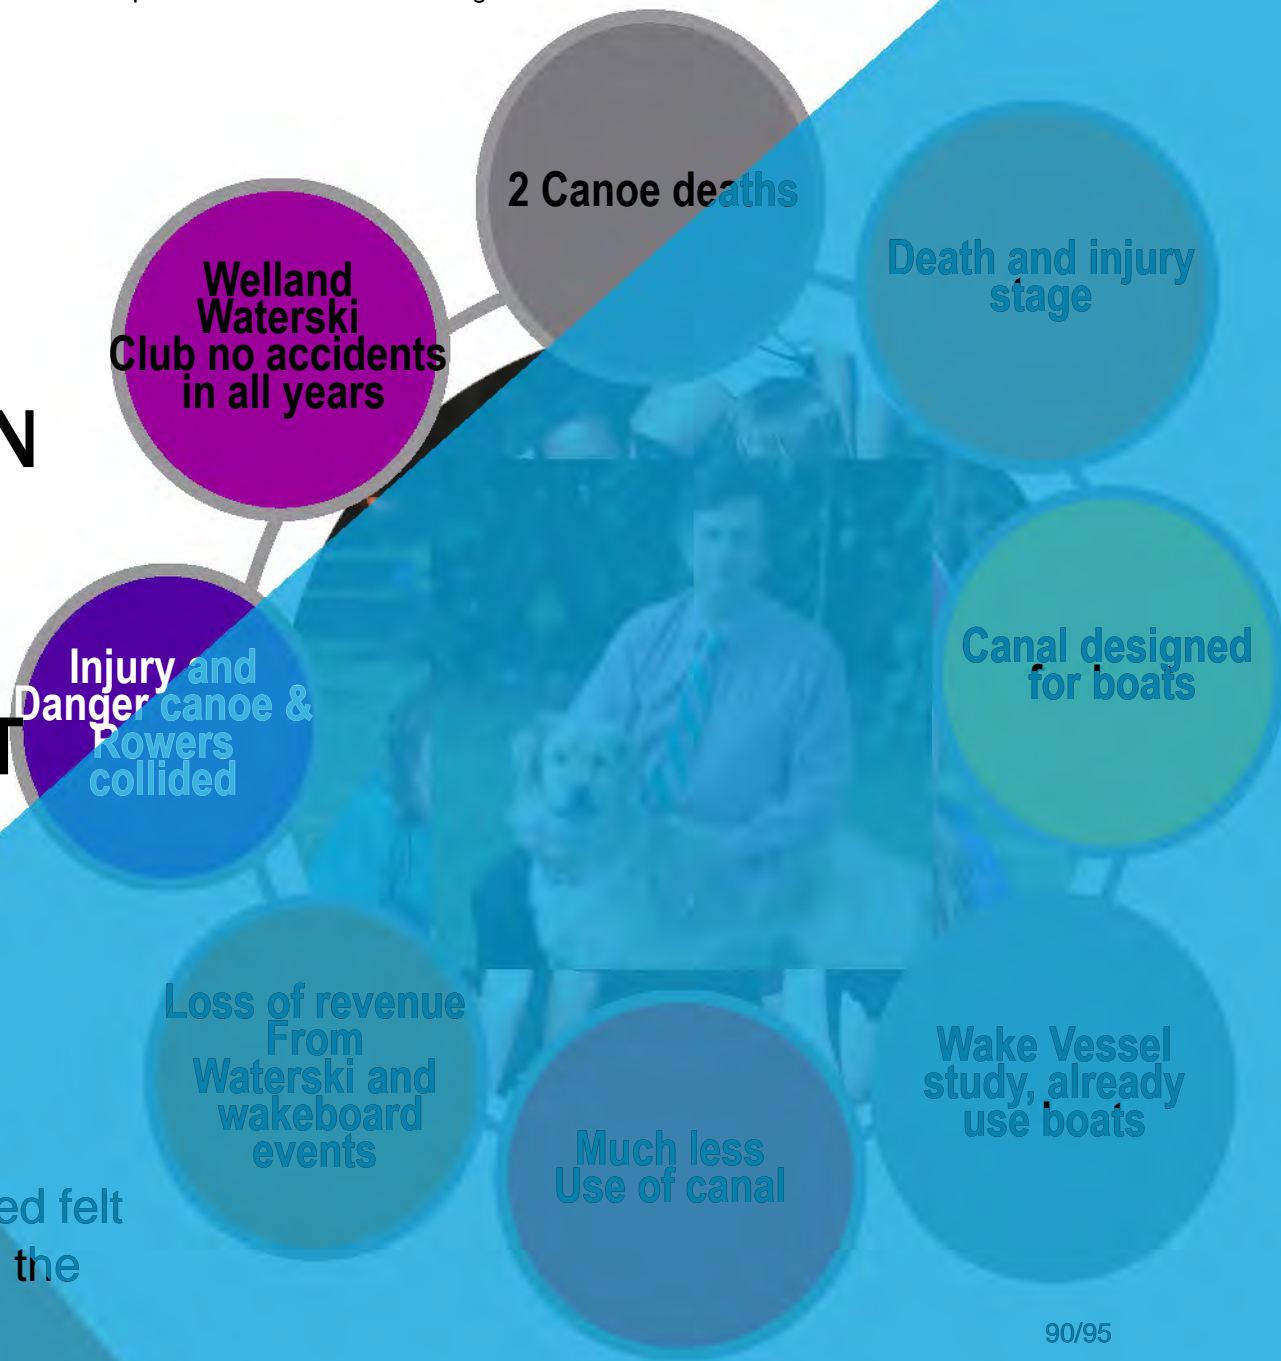 2 Canoe deaths
Death and injury
stage
Welland
Waterski
Club no accidents
in all years
N
Canal designed
for boats
Injury and
Danger canoe &
Rowers
collided
T
Loss of revenue
From
Waterski and
wakeboard
events
Wake Vessel
study, already
use boats
Much less
Use of canal
ed felt
the
90/95